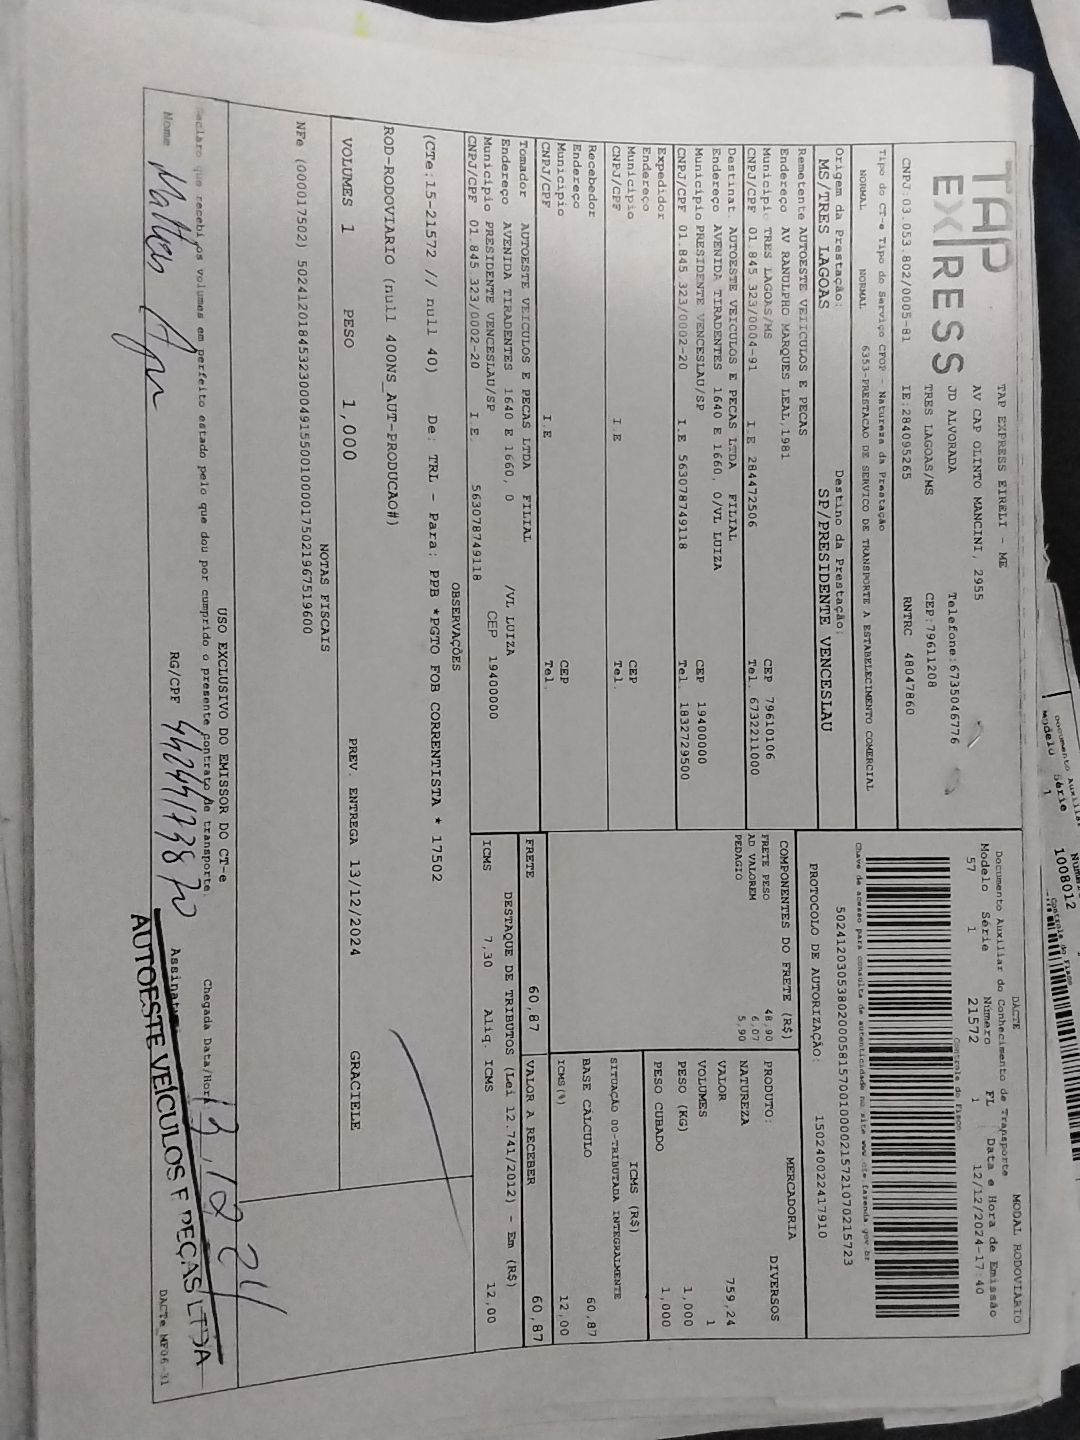 TAP
EXPRESS
TAP EXPRESS EIRELI - ME
AV CAP OLINTO MANCINI, 2955
JD ALVORADA Telefone:6735046776
TRES LAGOAS/MS CEP:79611208
CNPJ:03.053.802/0005-81 IE:284095265 RNTRC 48047860
Tipo do CT-e Tipo do Serviço CFOP - Natureza da Prestação
NORMAL NORMAL 6353-PRESTACAO DE SERVICO DE TRANSPORTE A ESTABELECIMENTO COMERCIAL
Origem da Prestação: Destino da Prestação:
MS/TRES LAGOAS SP/PRESIDENTE VENCESLAU
Remetente AUTOESTE VEIICULOS E PECAS
Endereço AV RANULPHO MARQUES LEAL,1981
Município TRES LAGOAS/MS CEP 79610106
CNPJ/CPF 01.845.323/0004-91 I.E 284472506 Tel. 6732211000
Destinat. AUTOESTE VEICULOS E PECAS LTDA FILIAL
Endereço AVENIDA TIRADENTES 1640 E 1660, 0/VL LUIZA
Município PRESIDENTE VENCESLAU/SP CEP 19400000
CNPJ/CPF 01.845.323/0002-20 I.E 563078749118 Tel. 1832729500
Expedidor
Endereço
Município CEP
CNPJ/CPF I.E Tel.
Recebedor
Endereço
Município CEP
CNPJ/CPF I.E Tel.
Tomador AUTOESTE VEICULOS E PECAS LTDA FILIAL
Endereço AVENIDA TIRADENTES 1640 E 1660, 0 /VL LUIZA
Município PRESIDENTE VENCESLAU/SP CEP 19400000
CNPJ/CPF 01.845.323/0002-20 I.E. 563078749118
DACTE MODAL RODOVIARIO
Documento Auxiliar do Conhecimento de Transporte
Modelo Série Número FL Data e Hora de Emissão
57 1 21572 1 12/12/2024-17:40
Controle do Fisco
Chave de acesso para consulta de autenticidade no site www.cte.fazenda.gov.br
50241203053802000581570010000215721070215723
PROTOCOLO DE AUTORIZAÇÃO: 150240022417910
COMPONENTES DO FRETE (R$)
FRETE PESO 48,90
AD VALOREM 6,07
PEDAGIO 5,90
MERCADORIA
PRODUTO: DIVERSOS
NATUREZA
VALOR 759,24
VOLUMES 1
PESO (KG) 1,000
PESO CUBADO 1,000
ICMS (R$)
SITUAÇÃO 00-TRIBUTADA INTEGRALMENTE
BASE CÁLCULO 60,87
ICMS(%) 12,00
FRETE 60,87 VALOR A RECEBER 60,87
DESTAQUE DE TRIBUTOS (Lei 12.741/2012) - Em (R$)
ICMS 7,30 Aliq. ICMS 12,00
OBSERVAÇÕES
(CTe:15-21572 // null 40) De: TRL - Para: PPB *PGTO FOB CORRENTISTA * 17502
ROD-RODOVIARIO (null 400NS_AUT-PRODUCAO#)
VOLUMES 1 PESO 1,000 PREV. ENTREGA 13/12/2024 GRACIELE
NOTAS FISCAIS
NFe (000017502) 50241201845323000491550010000175021967519600
USO EXCLUSIVO DO EMISSOR DO CT-e
Declaro que recebi os volumes em perfeito estado pelo que dou por cumprido o presente contrato de transporte Chegada Data/Hora 13 12 24
Nome RG/CPF Assinatu
AUTOESTE VEÍCULOS E PEÇAS LTDA
DACTe_MF06-31
Documento Auxilia
Modelo Série
1
1008012
Controle do Fisco